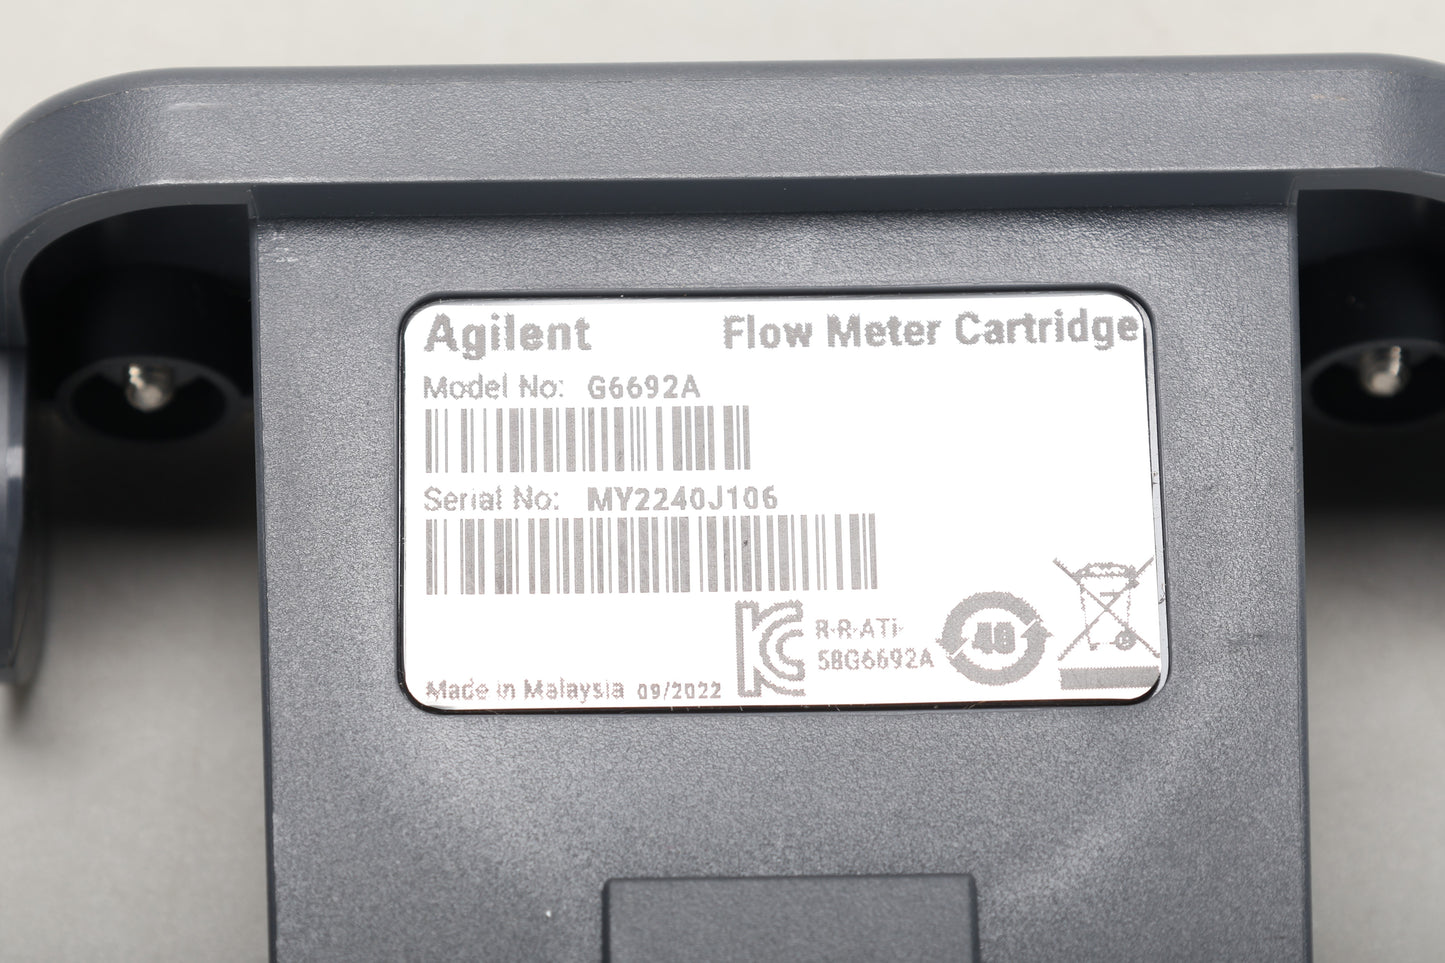 Agilent Flow Meter Cartridge
Model No: G6692A
Serial No: MY2240J106
R-R-ATi-
58G6692A
40
Made in Malaysia 09/2022